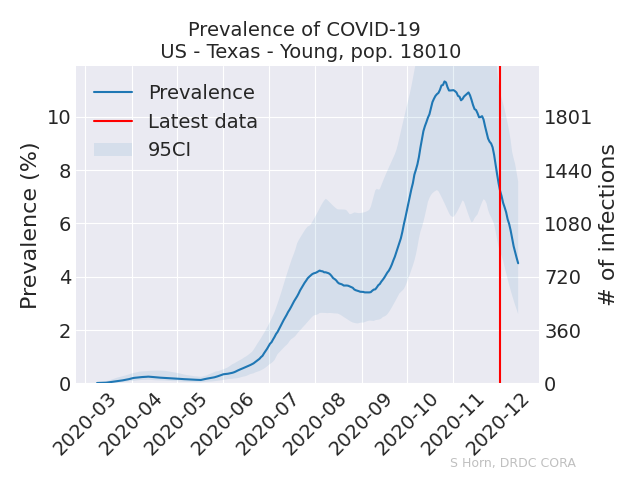 Prevalence of COVID-19
US - Texas - Young, pop. 18010
Prevalence
Latest data
95CI
Prevalence (%)
10
8
6
4
2
0
1801
1440
1080
720
360
0
# of infections
2020-03
2020-04
2020-05
2020-06
2020-07
2020-08
2020-09
2020-10
2020-11
2020-12
S Horn, DRDC CORA